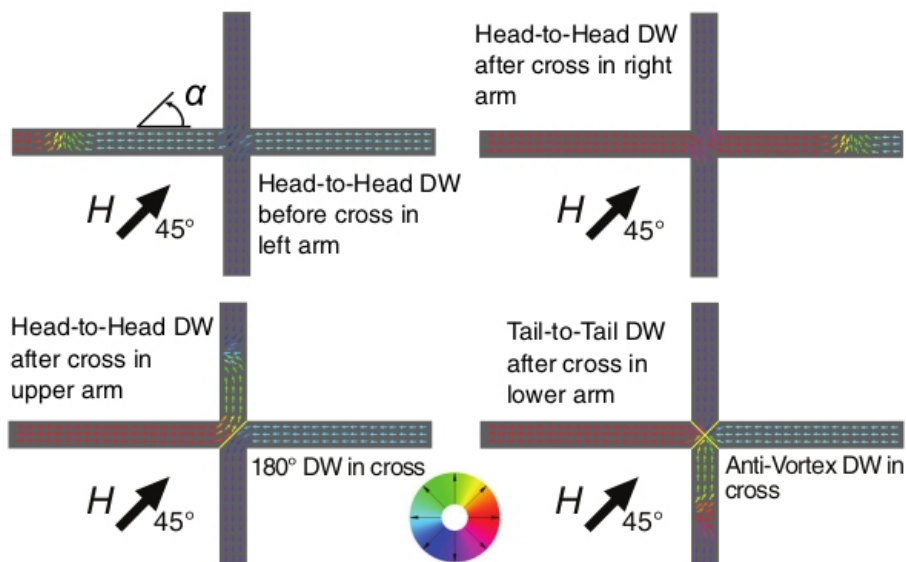 α
Head-to-Head DW
before cross in
left arm
H
45°
Head-to-Head DW
after cross in right
arm
H
45°
Head-to-Head DW
after cross in
upper arm
180° DW in cross
H
45°
Tail-to-Tail DW
after cross in
lower arm
Anti-Vortex DW in
cross
H
45°